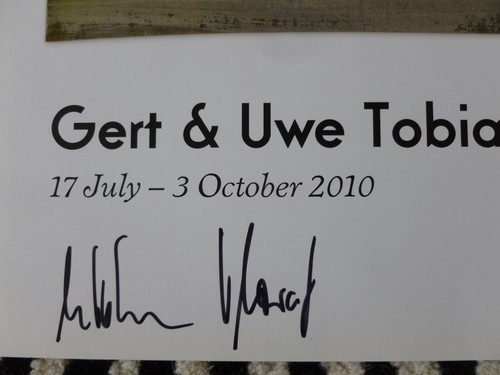 Gert & Uwe Tobia
17 July – 3 October 2010